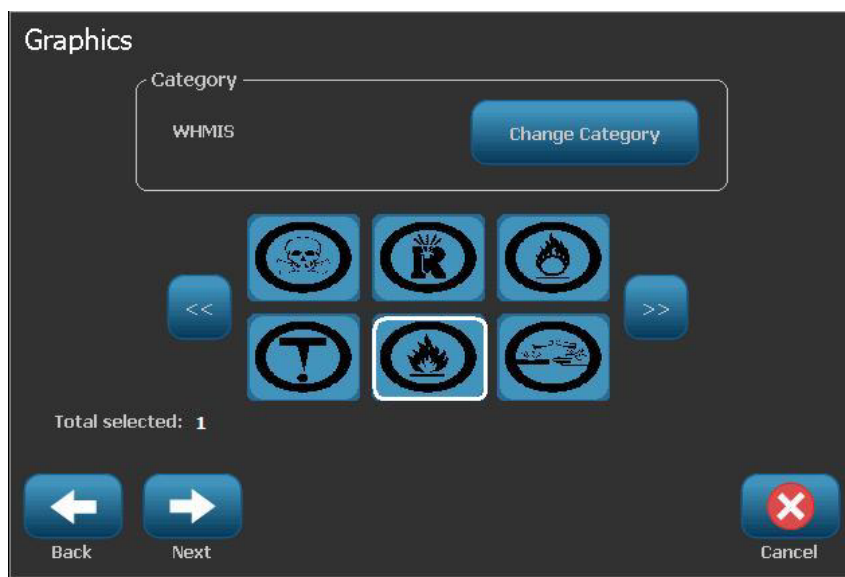 Graphics
Category
WHMIS
Change Category
<<
>>
Total selected: 1
Back
Next
Cancel